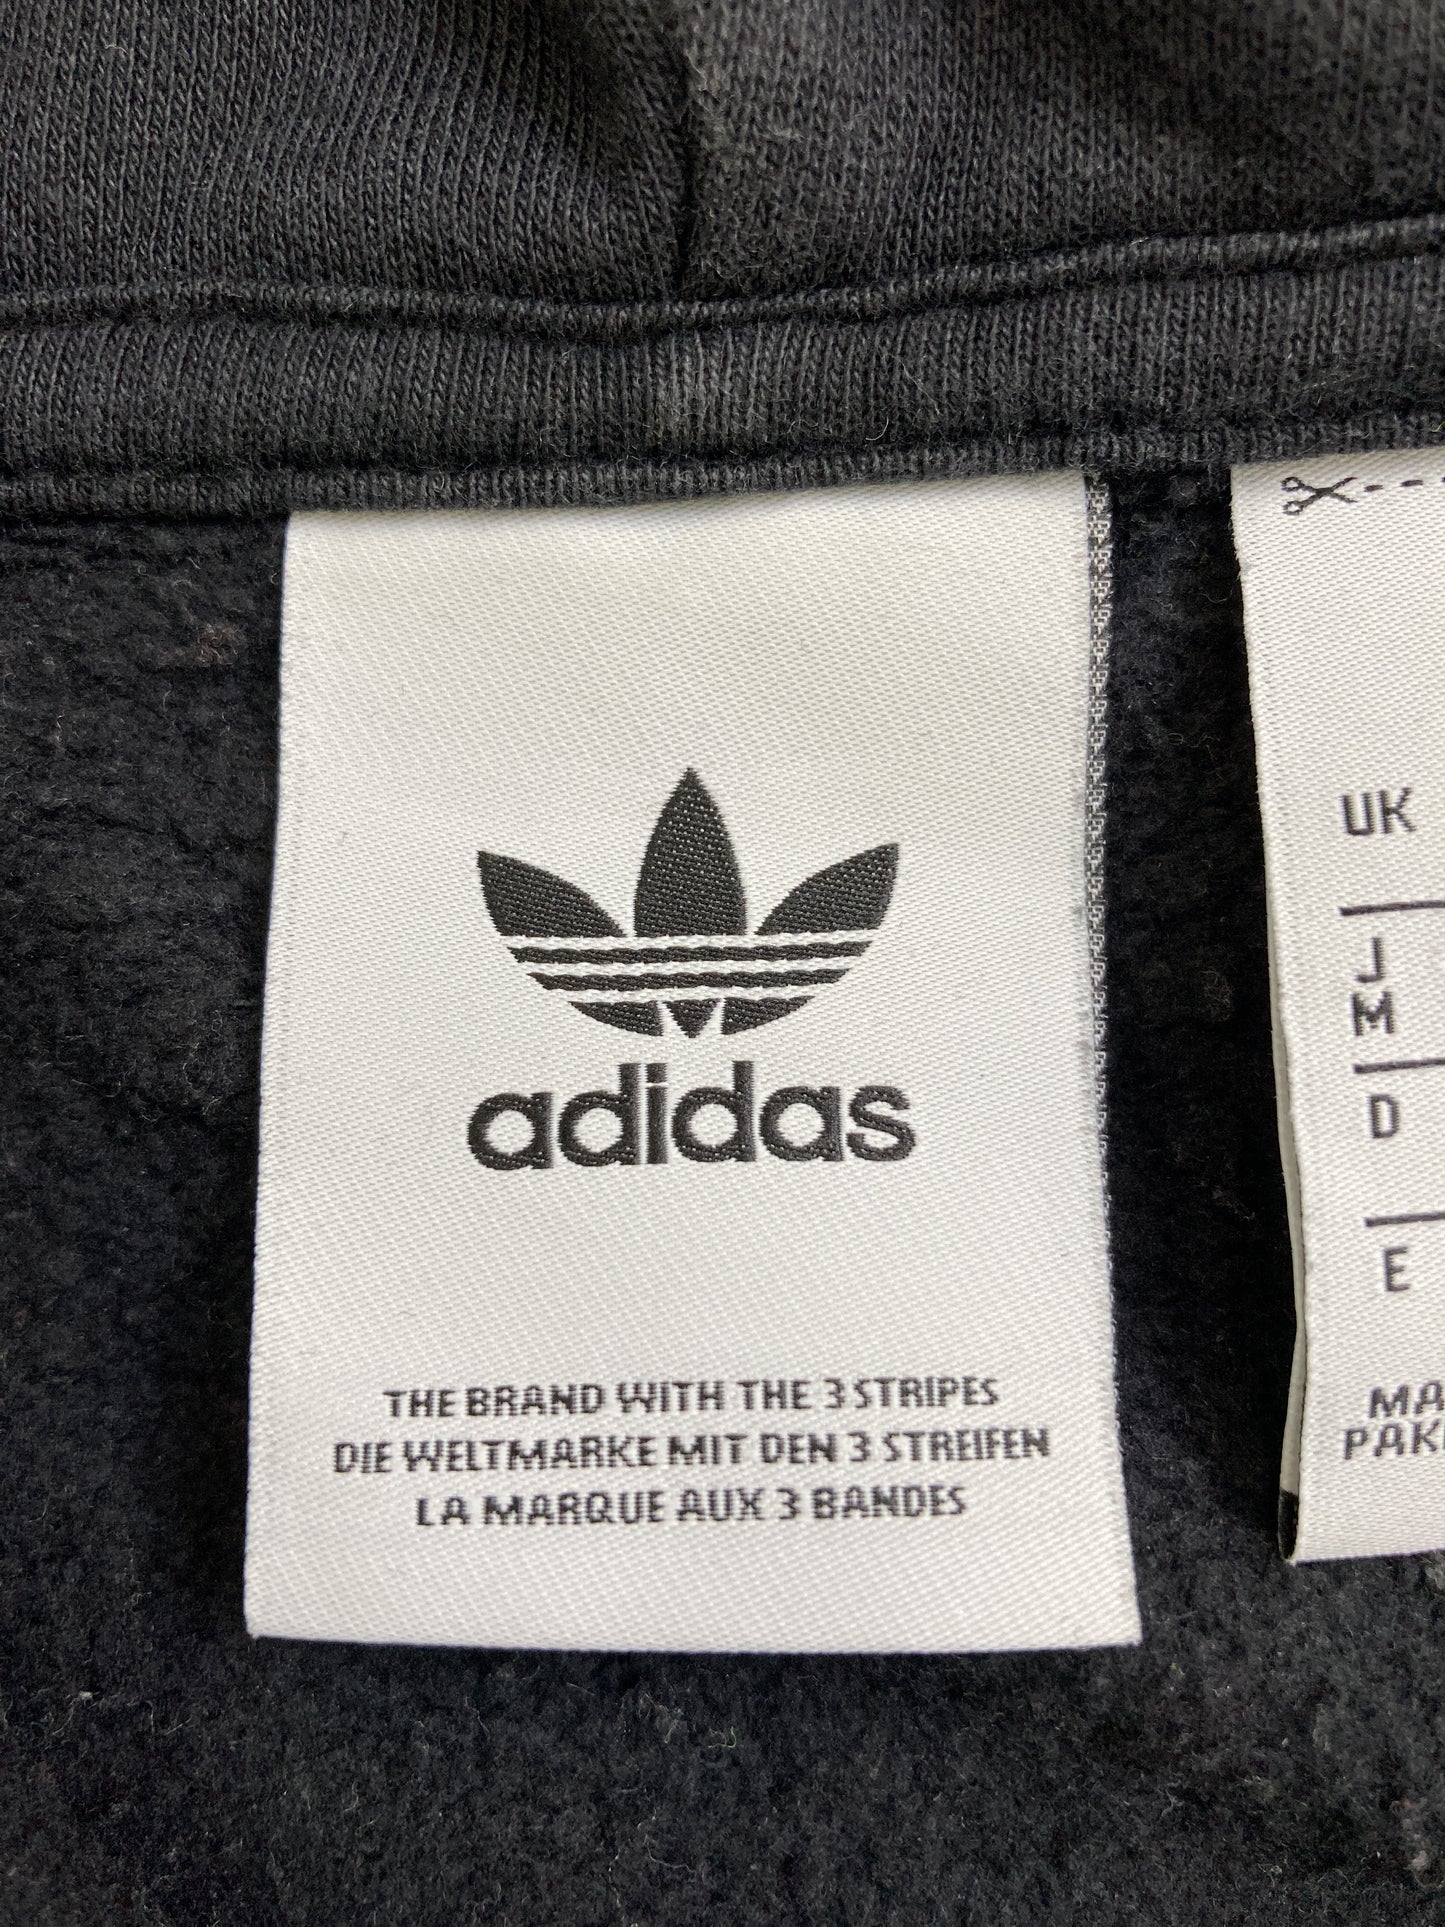 adidas
THE BRAND WITH THE 3 STRIPES
DIE WELTMARKE MIT DEN 3 STREIFEN
LA MARQUE AUX 3 BANDES
UK
J
M
D
E